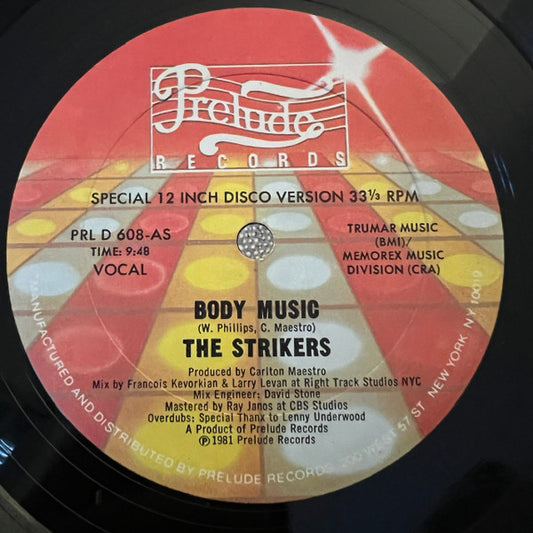 Prelude
RECORDS
SPECIAL 12 INCH DISCO VERSION 33⅓ RPM
PRL D 608-AS
TIME: 9:48
VOCAL
TRUMAR MUSIC
(BMI)/
MEMOREX MUSIC
DIVISION (CRA)
BODY MUSIC
(W. Phillips, C. Maestro)
THE STRIKERS
Produced by Carlton Maestro
Mix by Francois Kevorkian & Larry Levan at Right Track Studios NYC
Mix Engineer: David Stone
Mastered by Ray Janos at CBS Studios
Overdubs: Special Thanx to Lenny Underwood
A Product of Prelude Records
℗ 1981 Prelude Records
MANUFACTURED AND DISTRIBUTED BY PRELUDE RECORDS, 200 WEST 57 ST. NEW YORK, NY 10019